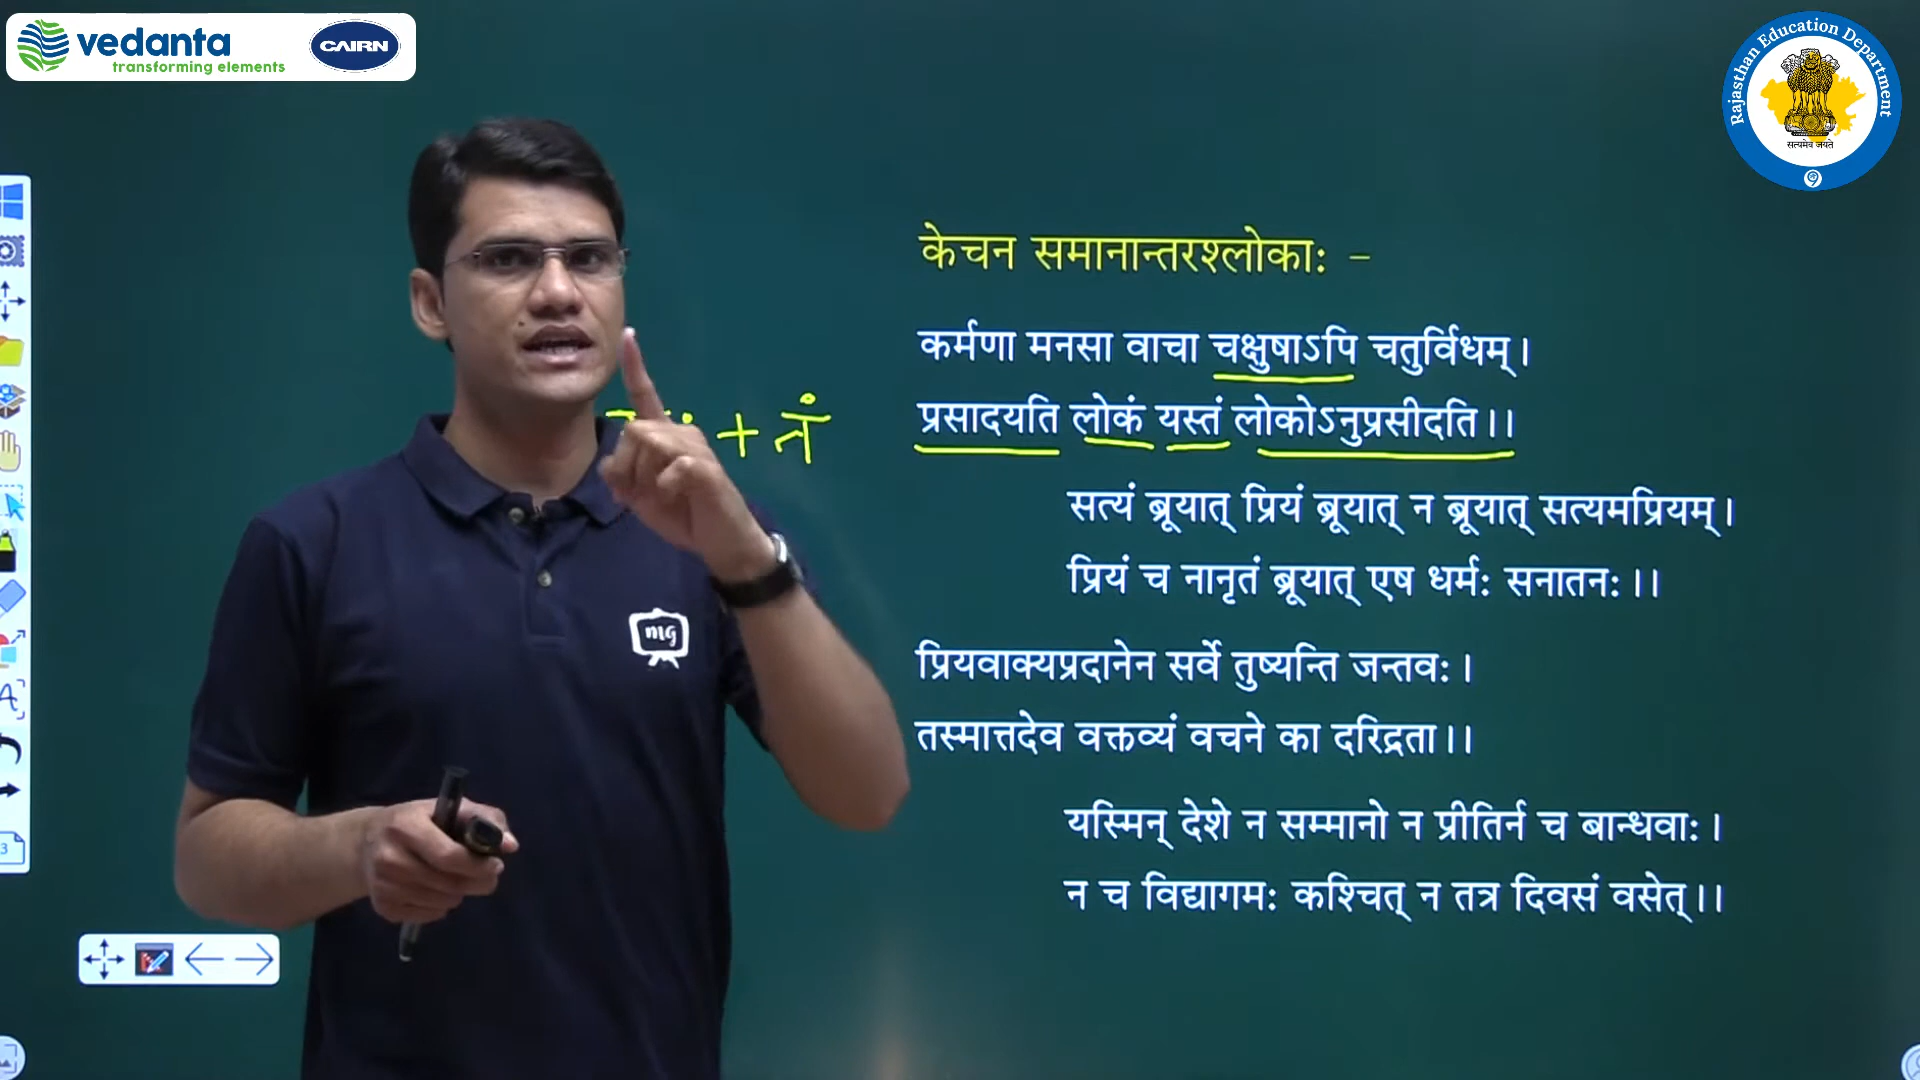 vedanta
transforming elements
CAIRN
Rajasthan Education Department
सत्यमेव जयते
केचन समानान्तरश्लोकाः –
कर्मणा मनसा वाचा चक्षुषाऽपि चतुर्विधम्।
प्रसादयति लोकं यस्तं लोकोऽनुप्रसीदति।।
+ तं
सत्यं ब्रूयात् प्रियं ब्रूयात् न ब्रूयात् सत्यमप्रियम्।
प्रियं च नानृतं ब्रूयात् एष धर्मः सनातनः।।
MG
प्रियवाक्यप्रदानेन सर्वे तुष्यन्ति जन्तवः।
तस्मात्तदेव वक्तव्यं वचने का दरिद्रता।।
यस्मिन् देशे न सम्मानो न प्रीतिर्न च बान्धवाः।
न च विद्यागमः कश्चित् न तत्र दिवसं वसेत्।।
3